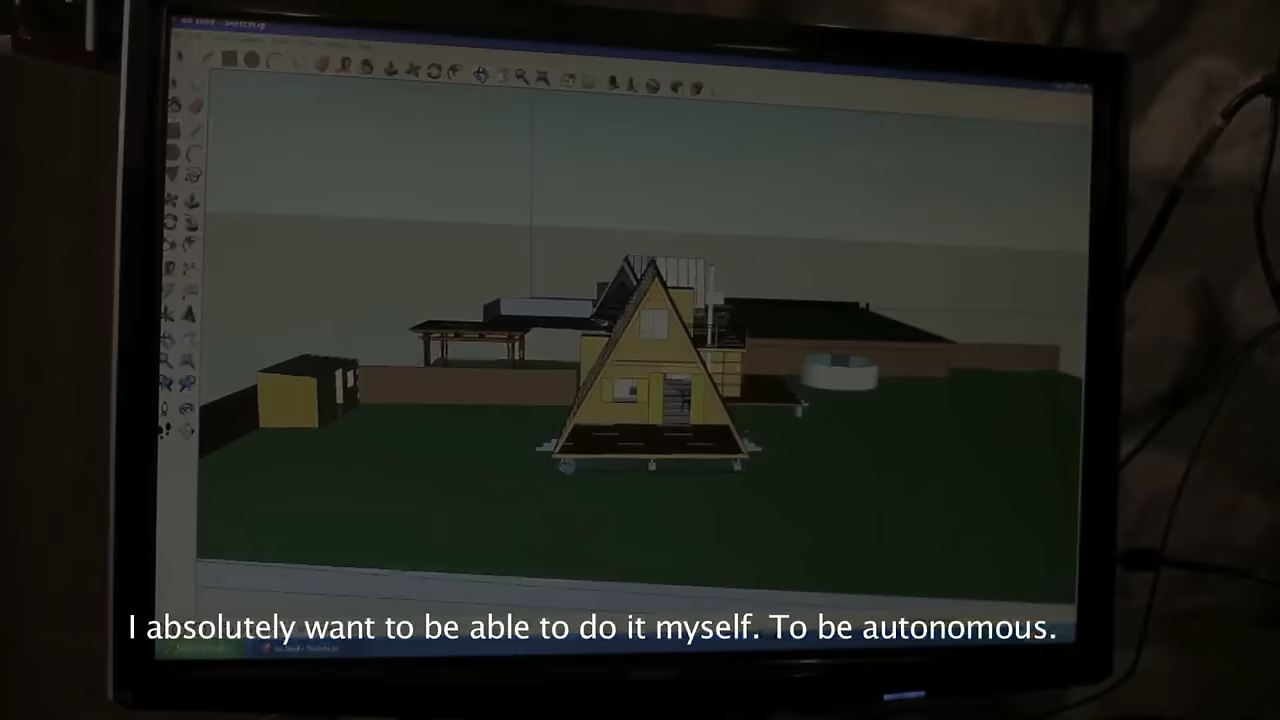 I absolutely want to be able to do it myself. To be autonomous.